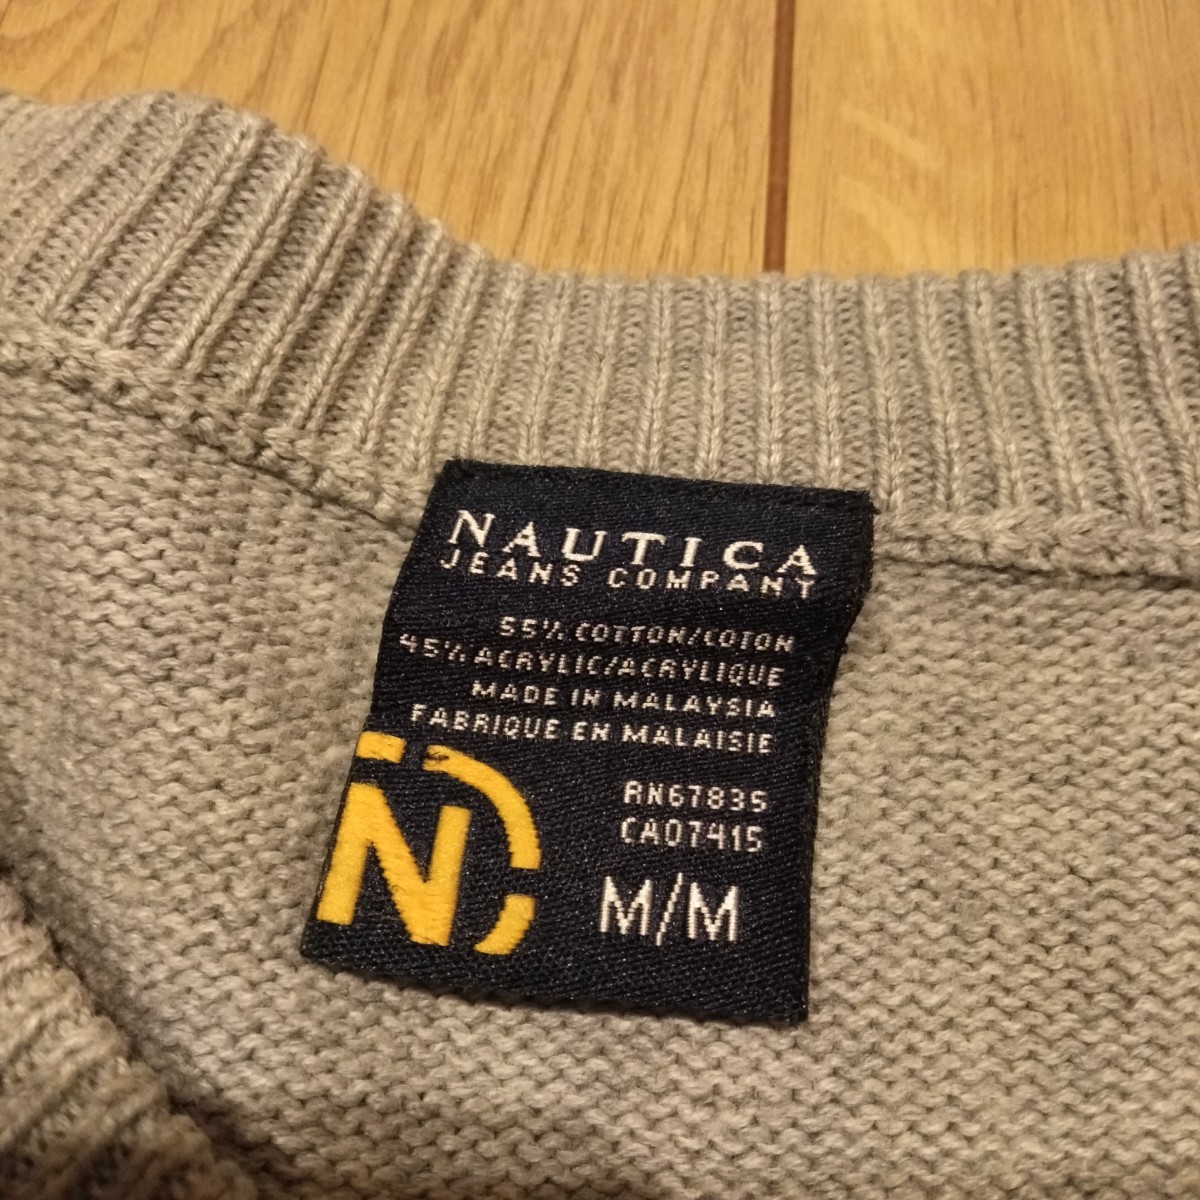 NAUTICA
JEANS COMPANY
55% COTTON/COTON
45% ACRYLIC/ACRYLIQUE
MADE IN MALAYSIA
FABRIQUE EN MALAISIE
RN67835
CA07415
N
M/M